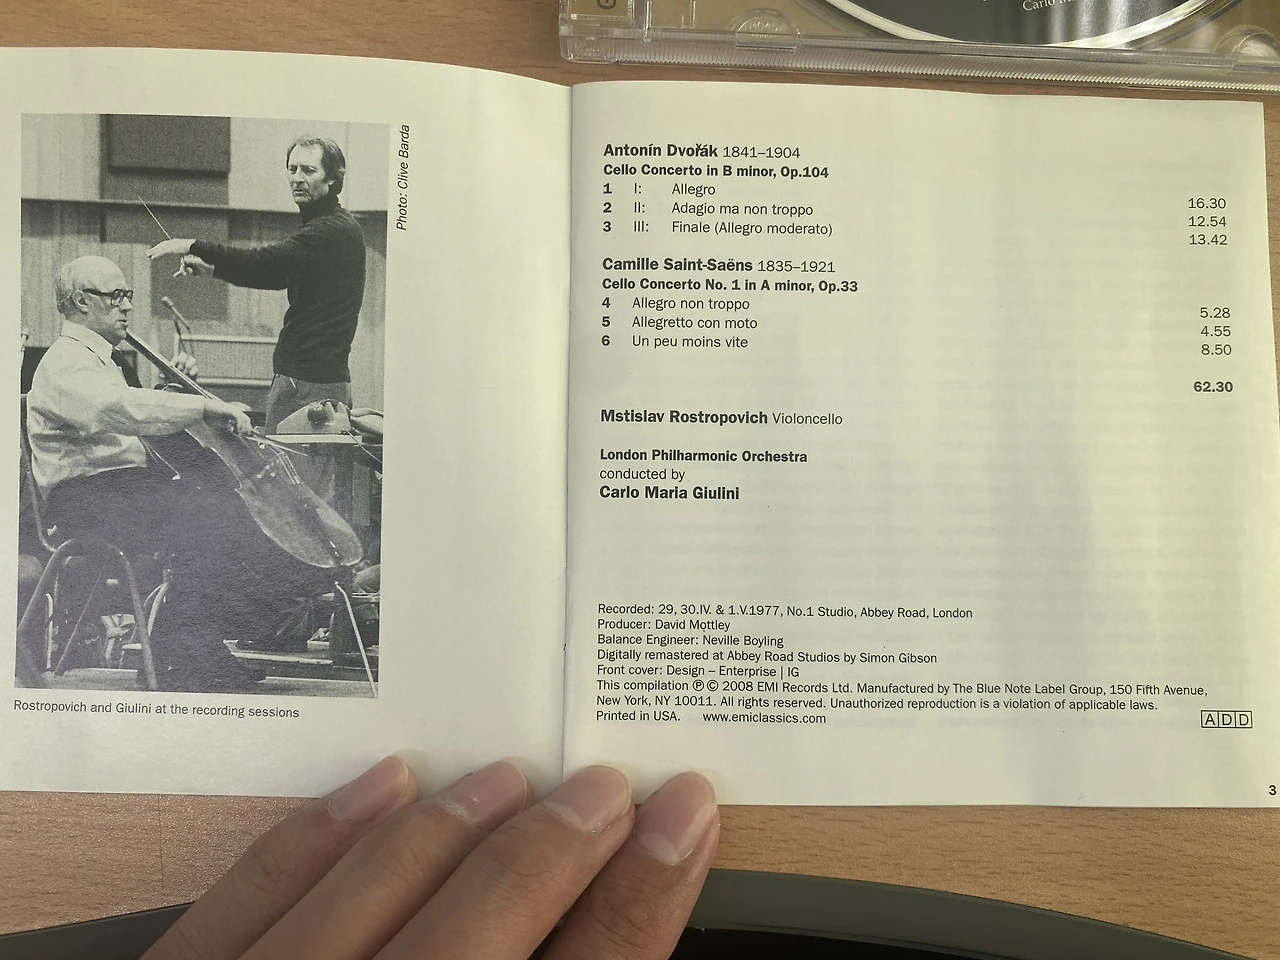 Carlo M
Photo: Clive Barda
Rostropovich and Giulini at the recording sessions
Antonín Dvořák 1841–1904
Cello Concerto in B minor, Op.104
1 I: Allegro 16.30
2 II: Adagio ma non troppo 12.54
3 III: Finale (Allegro moderato) 13.42
Camille Saint-Saëns 1835–1921
Cello Concerto No. 1 in A minor, Op.33
4 Allegro non troppo 5.28
5 Allegretto con moto 4.55
6 Un peu moins vite 8.50
62.30
Mstislav Rostropovich Violoncello
London Philharmonic Orchestra
conducted by
Carlo Maria Giulini
Recorded: 29, 30.IV. & 1.V.1977, No.1 Studio, Abbey Road, London
Producer: David Mottley
Balance Engineer: Neville Boyling
Digitally remastered at Abbey Road Studios by Simon Gibson
Front cover: Design – Enterprise | IG
This compilation ℗ © 2008 EMI Records Ltd. Manufactured by The Blue Note Label Group, 150 Fifth Avenue,
New York, NY 10011. All rights reserved. Unauthorized reproduction is a violation of applicable laws.
Printed in USA. www.emiclassics.com
ADD
3